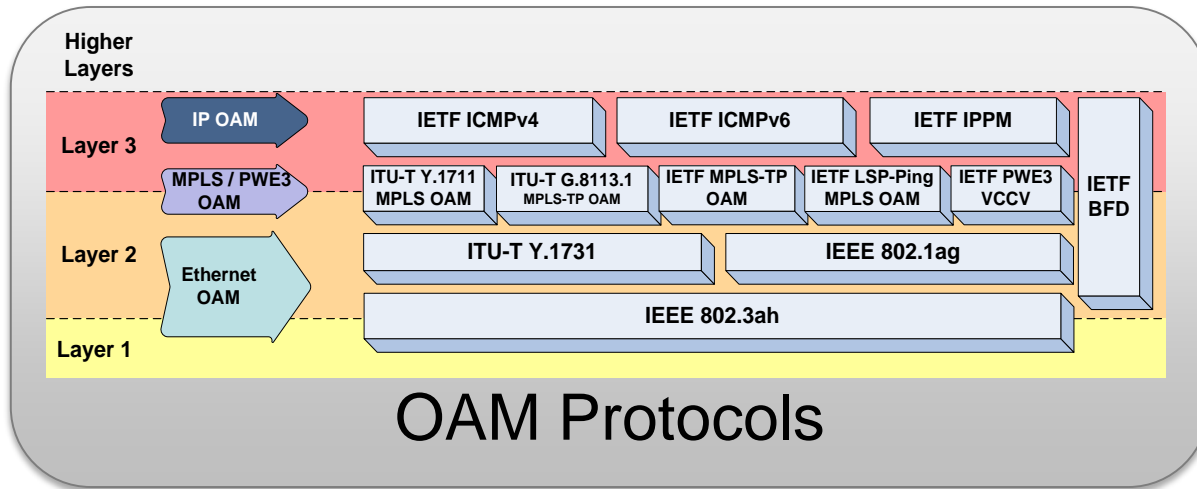 Higher
Layers
IP OAM
IETF ICMPv4
IETF ICMPv6
IETF IPPM
Layer 3
MPLS / PWE3
OAM
ITU-T Y.1711
MPLS OAM
ITU-T G.8113.1
MPLS-TP OAM
IETF MPLS-TP
OAM
IETF LSP-Ping
MPLS OAM
IETF PWE3
VCCV
IETF
BFD
Layer 2
Ethernet
OAM
ITU-T Y.1731
IEEE 802.1ag
IEEE 802.3ah
Layer 1
OAM Protocols